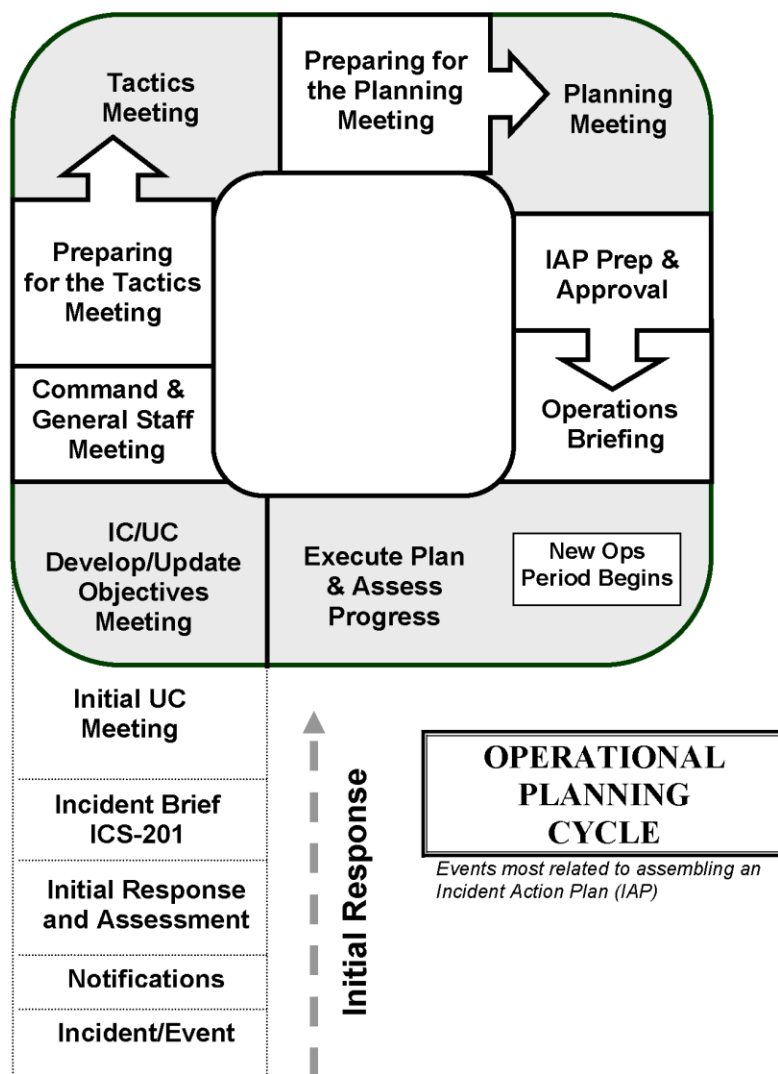 Tactics
Meeting
Preparing for
the Planning
Meeting
Planning
Meeting
Preparing
for the Tactics
Meeting
IAP Prep &
Approval
Command &
General Staff
Meeting
Operations
Briefing
IC/UC
Develop/Update
Objectives
Meeting
Execute Plan
& Assess
Progress
New Ops
Period Begins
Initial UC
Meeting
Incident Brief
ICS-201
Initial Response
and Assessment
Notifications
Incident/Event
Initial Response
OPERATIONAL
PLANNING
CYCLE
Events most related to assembling an
Incident Action Plan (IAP)